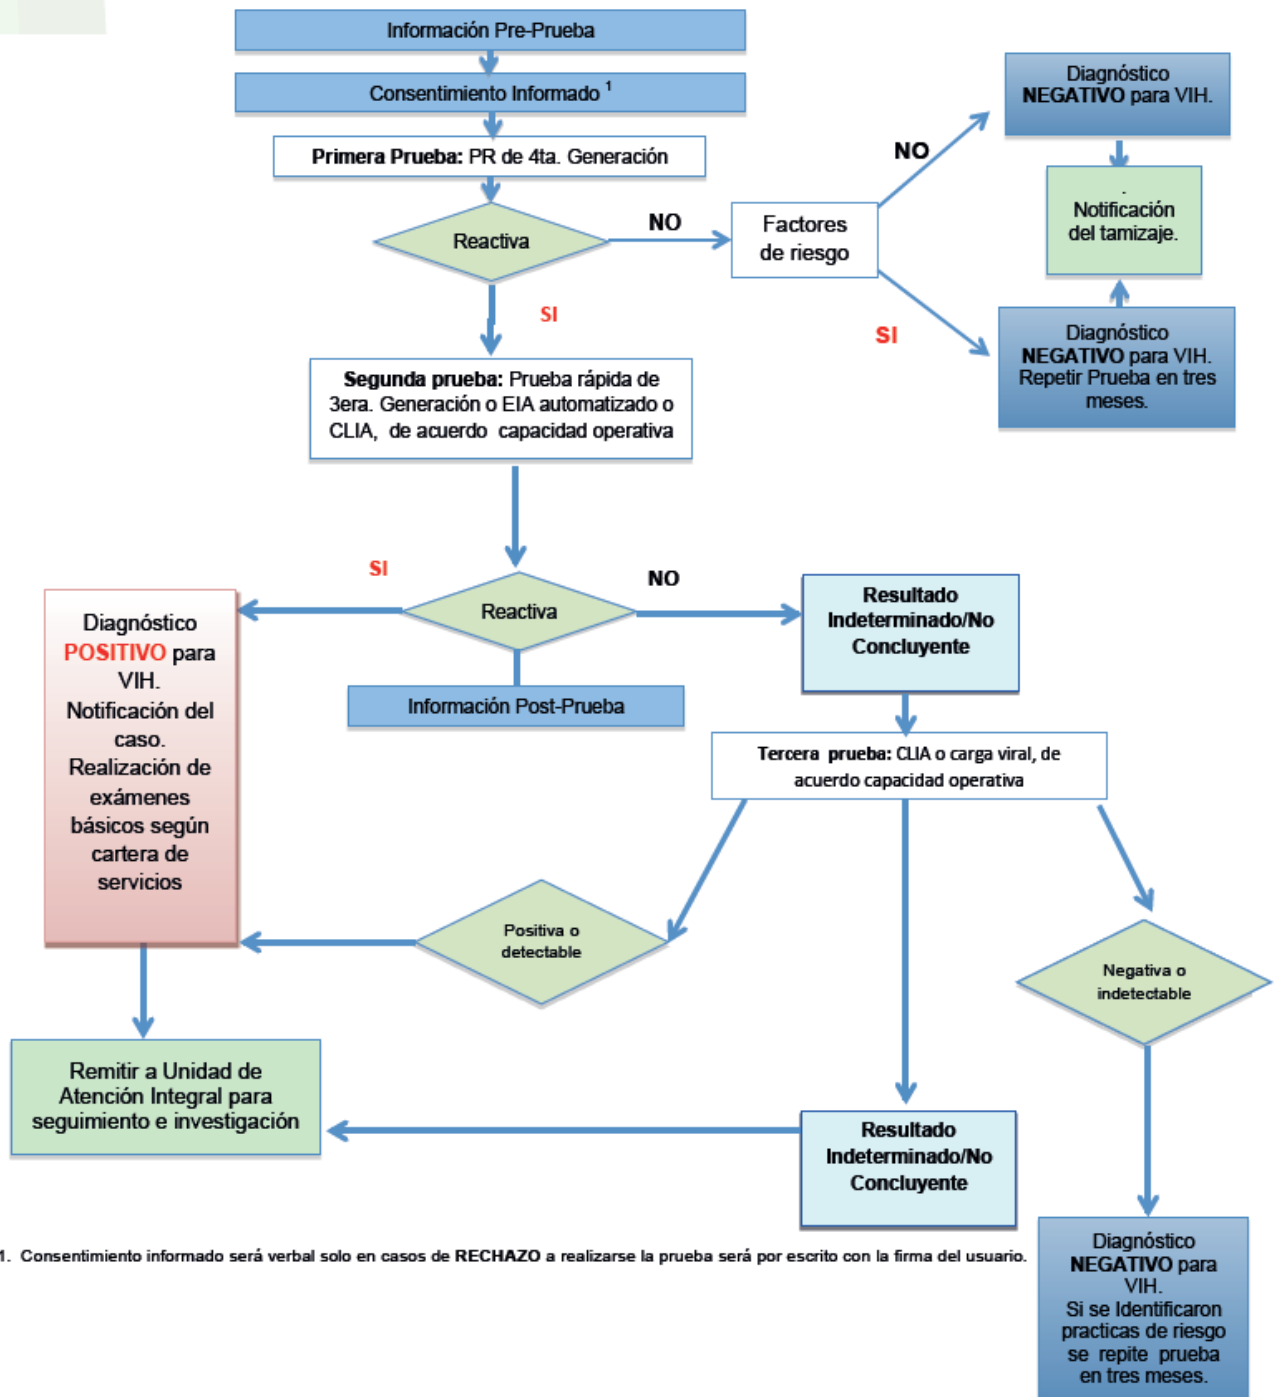 Información Pre-Prueba
Consentimiento Informado 1
Primera Prueba: PR de 4ta. Generación
Reactiva
NO
Factores
de riesgo
NO
Diagnóstico
NEGATIVO para VIH.
.
Notificación
del tamizaje.
SI
Diagnóstico
NEGATIVO para VIH.
Repetir Prueba en tres
meses.
SI
Segunda prueba: Prueba rápida de
3era. Generación o EIA automatizado o
CLIA, de acuerdo capacidad operativa
Reactiva
SI
NO
Información Post-Prueba
Diagnóstico
POSITIVO para
VIH.
Notificación del
caso.
Realización de
exámenes
básicos según
cartera de
servicios
Resultado
Indeterminado/No
Concluyente
Tercera prueba: CLIA o carga viral, de
acuerdo capacidad operativa
Positiva o
detectable
Negativa o
indetectable
Remitir a Unidad de
Atención Integral para
seguimiento e investigación
Resultado
Indeterminado/No
Concluyente
Diagnóstico
NEGATIVO para
VIH.
Si se Identificaron
practicas de riesgo
se repite prueba
en tres meses.
1. Consentimiento informado será verbal solo en casos de RECHAZO a realizarse la prueba será por escrito con la firma del usuario.